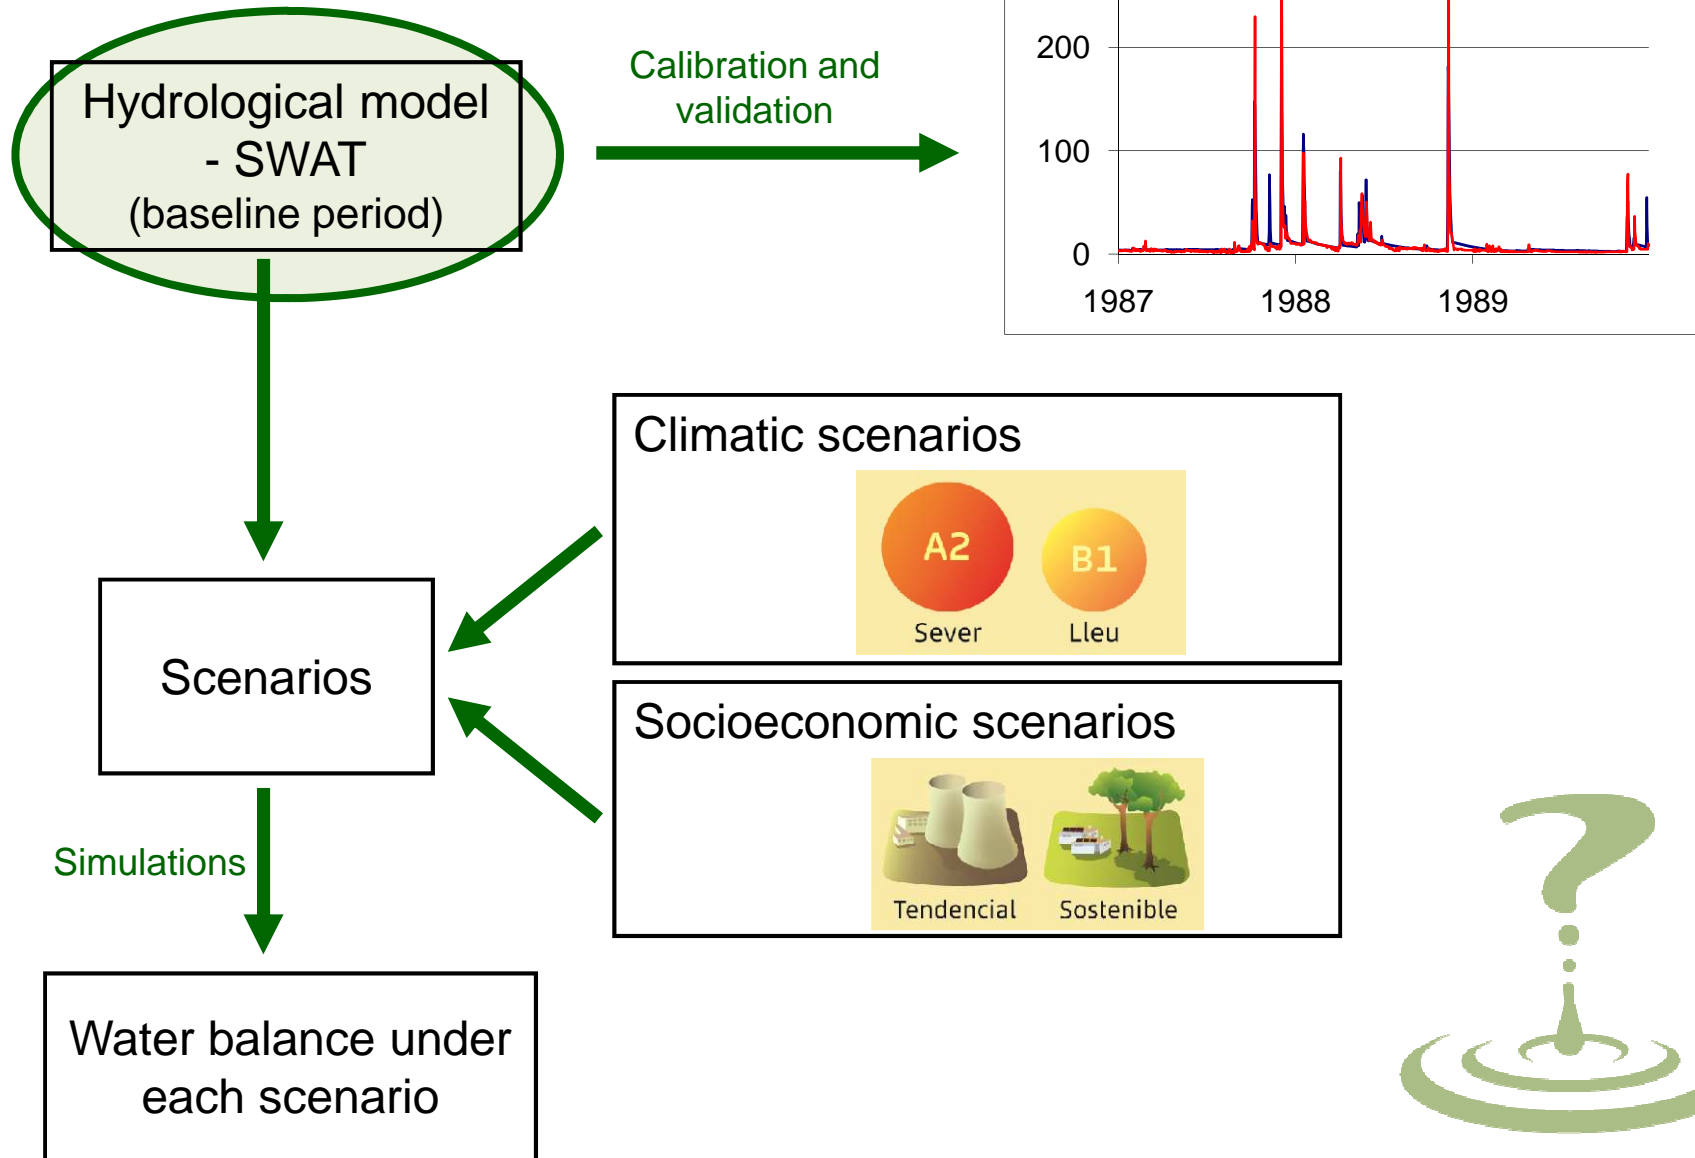 Hydrological model
- SWAT
(baseline period)
Calibration and
validation
200
100
0
1987
1988
1989
Climatic scenarios
A2
B1
Sever
Lleu
Scenarios
Socioeconomic scenarios
Tendencial
Sostenible
Simulations
Water balance under
each scenario